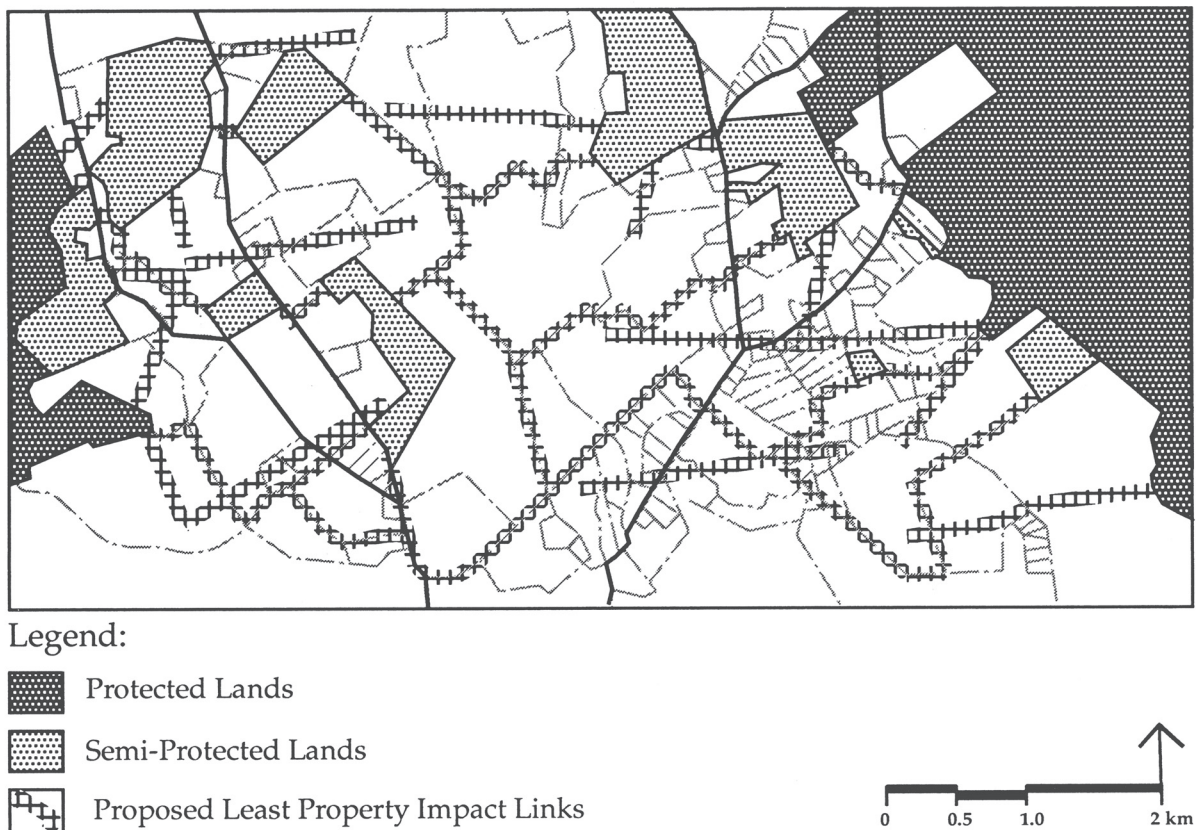 Legend:
Protected Lands
Semi-Protected Lands
Proposed Least Property Impact Links
0 0.5 1.0 2 km